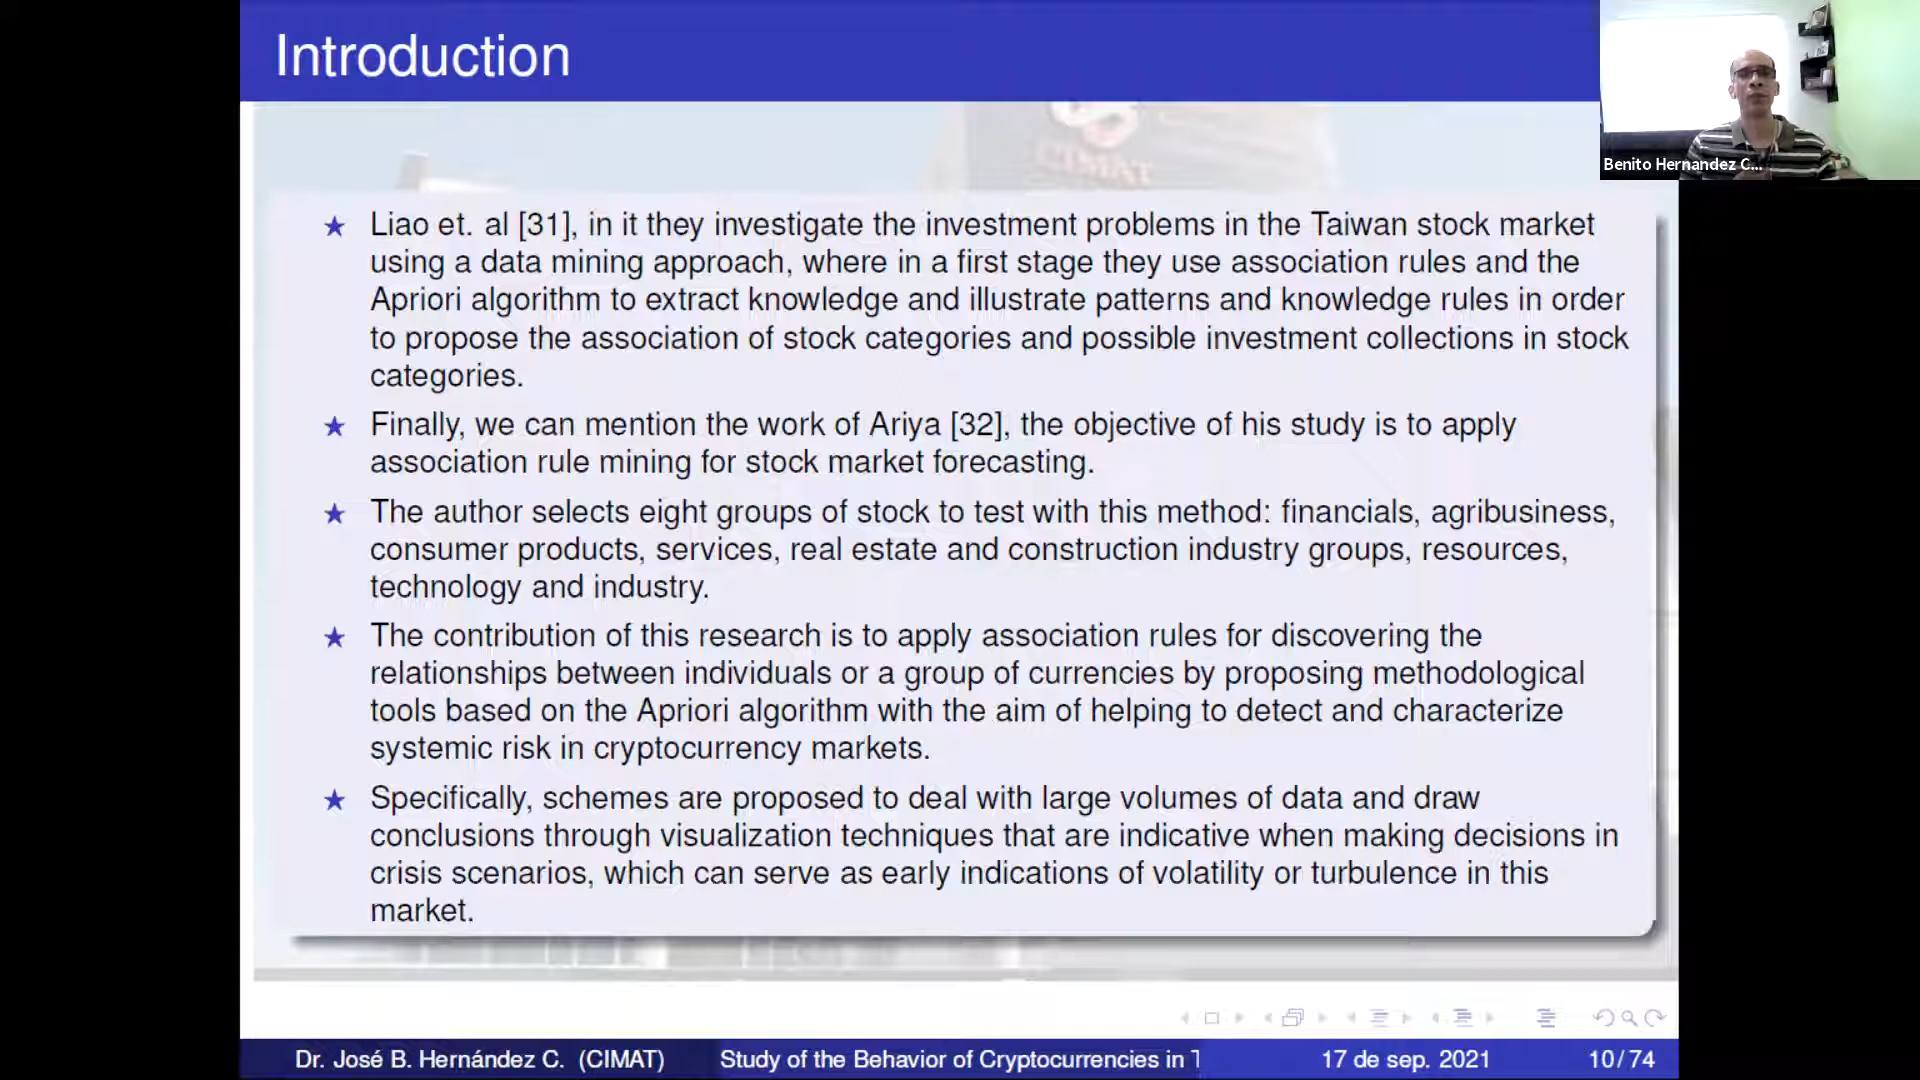 Introduction
Benito Hernandez C...
CIMAT
★ Liao et. al [31], in it they investigate the investment problems in the Taiwan stock market
using a data mining approach, where in a first stage they use association rules and the
Apriori algorithm to extract knowledge and illustrate patterns and knowledge rules in order
to propose the association of stock categories and possible investment collections in stock
categories.
★ Finally, we can mention the work of Ariya [32], the objective of his study is to apply
association rule mining for stock market forecasting.
★ The author selects eight groups of stock to test with this method: financials, agribusiness,
consumer products, services, real estate and construction industry groups, resources,
technology and industry.
★ The contribution of this research is to apply association rules for discovering the
relationships between individuals or a group of currencies by proposing methodological
tools based on the Apriori algorithm with the aim of helping to detect and characterize
systemic risk in cryptocurrency markets.
★ Specifically, schemes are proposed to deal with large volumes of data and draw
conclusions through visualization techniques that are indicative when making decisions in
crisis scenarios, which can serve as early indications of volatility or turbulence in this
market.
Dr. José B. Hernández C. (CIMAT) Study of the Behavior of Cryptocurrencies in T 17 de sep. 2021 10/74